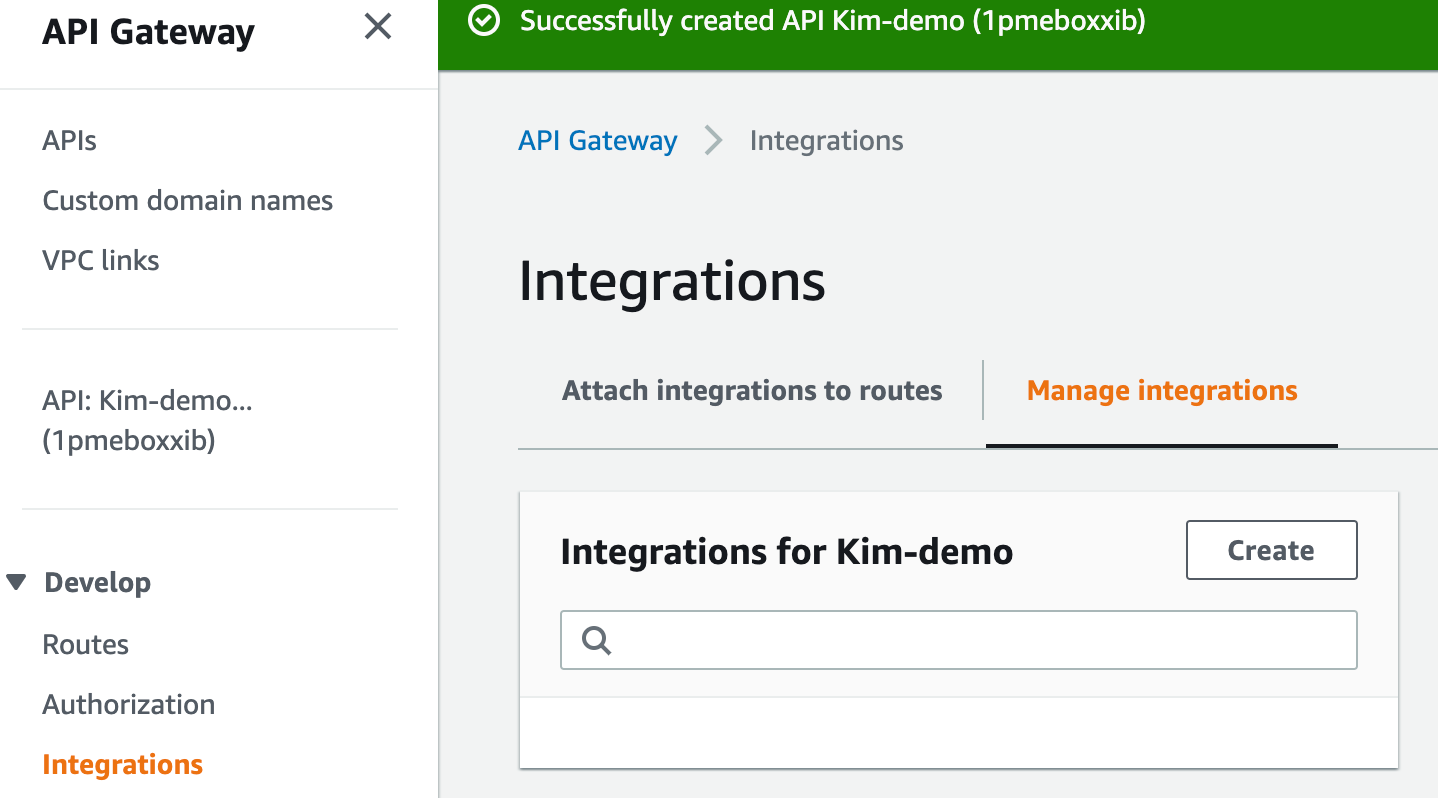 API Gateway
APIs
Custom domain names
VPC links
API: Kim-demo...
(1pmeboxxib)
Develop
Routes
Authorization
Integrations
Successfully created API Kim-demo (1pmeboxxib)
API Gateway
Integrations
Integrations
Attach integrations to routes
Manage integrations
Integrations for Kim-demo
Create